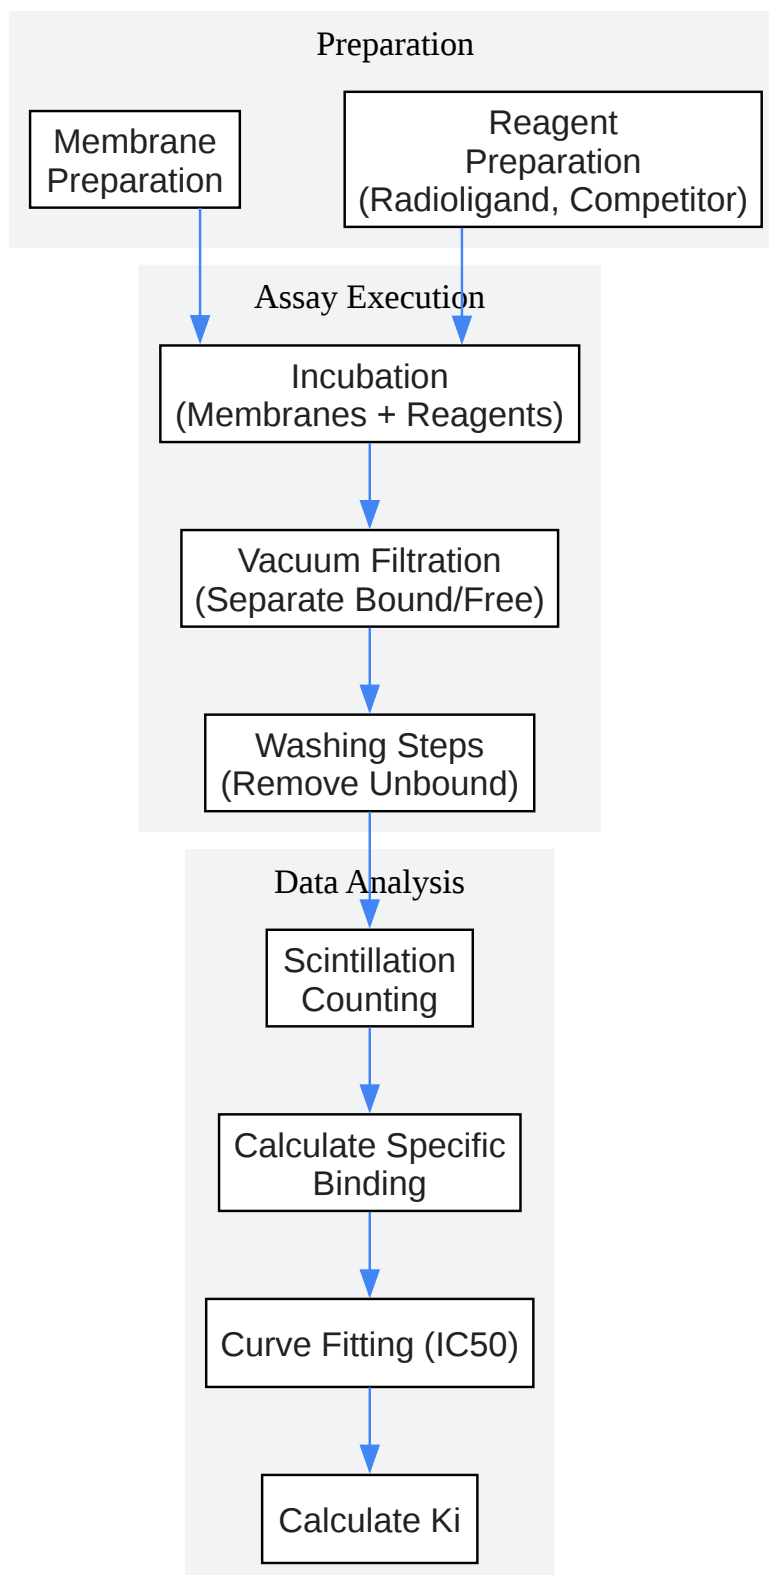 Preparation
Membrane
Preparation
Reagent
Preparation
(Radioligand, Competitor)
Assay Execution
Incubation
(Membranes + Reagents)
Vacuum Filtration
(Separate Bound/Free)
Washing Steps
(Remove Unbound)
Data Analysis
Scintillation
Counting
Calculate Specific
Binding
Curve Fitting (IC50)
Calculate Ki